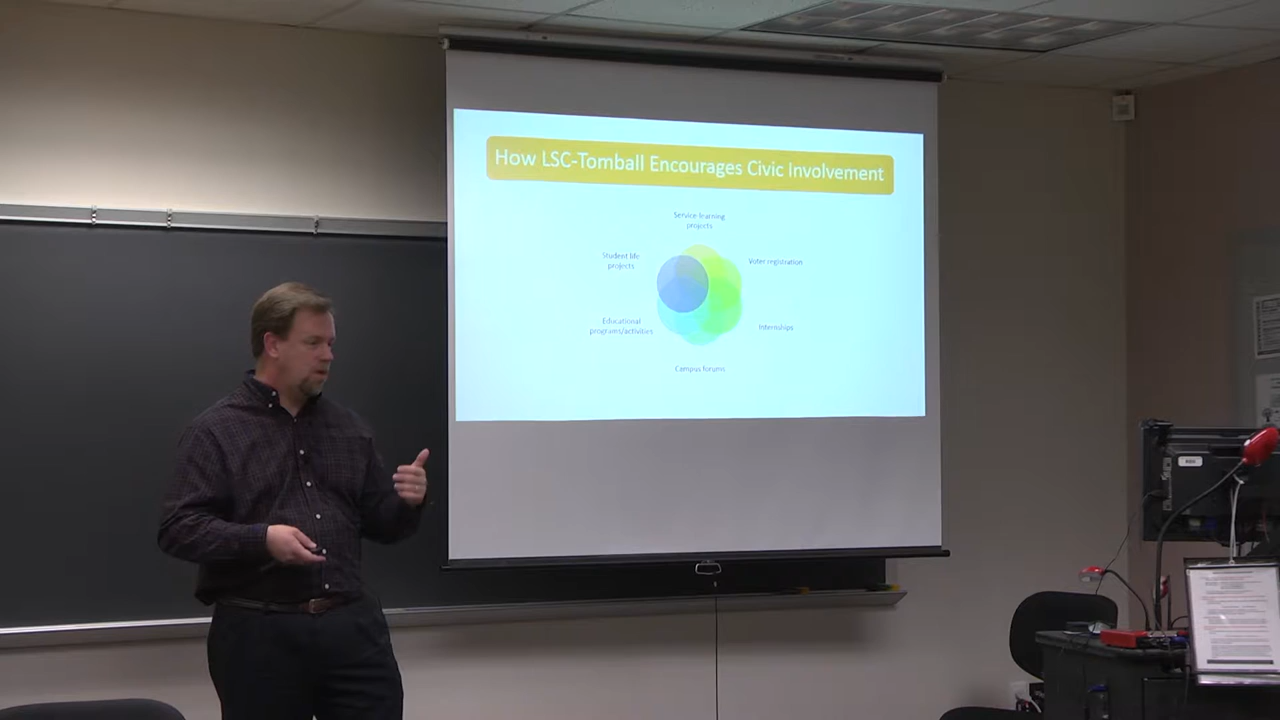 How LSC-Tomball Encourages Civic Involvement
Service learning
projects
Student life
projects
Voter registration
Educational
programs/activities
Internships
Campus forums